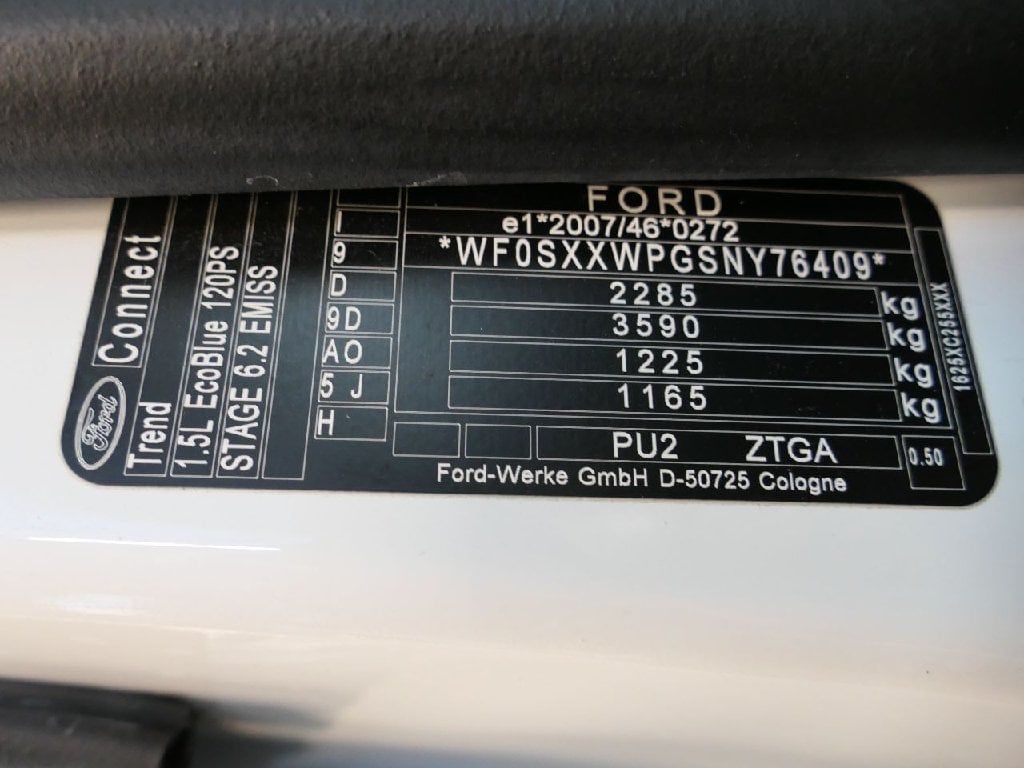 FORD
e1*2007/46*0272
*WF0SXXWPGSNY76409*
2285 kg
3590 kg
1225 kg
1165 kg
PU2 ZTGA
0.50
Ford-Werke GmbH D-50725 Cologne
I
9
D
9D
AO
5 J
H
Ford
Connect
Trend
1.5L EcoBlue 120PS
STAGE 6.2 EMISS
1625XC255XXX